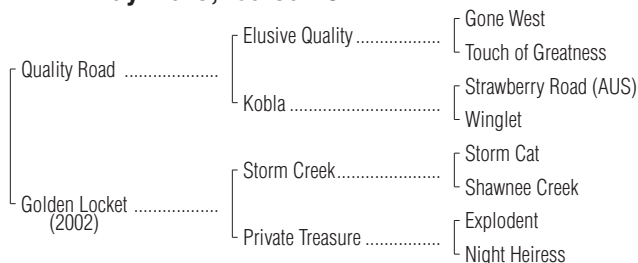 Gone West
Elusive Quality ..................
Touch of Greatness
Quality Road ....................
Strawberry Road (AUS)
Kobla ................................
Winglet
Storm Cat
Storm Creek......................
Shawnee Creek
Golden Locket ..................
(2002)
Explodent
Private Treasure ................
Night Heiress